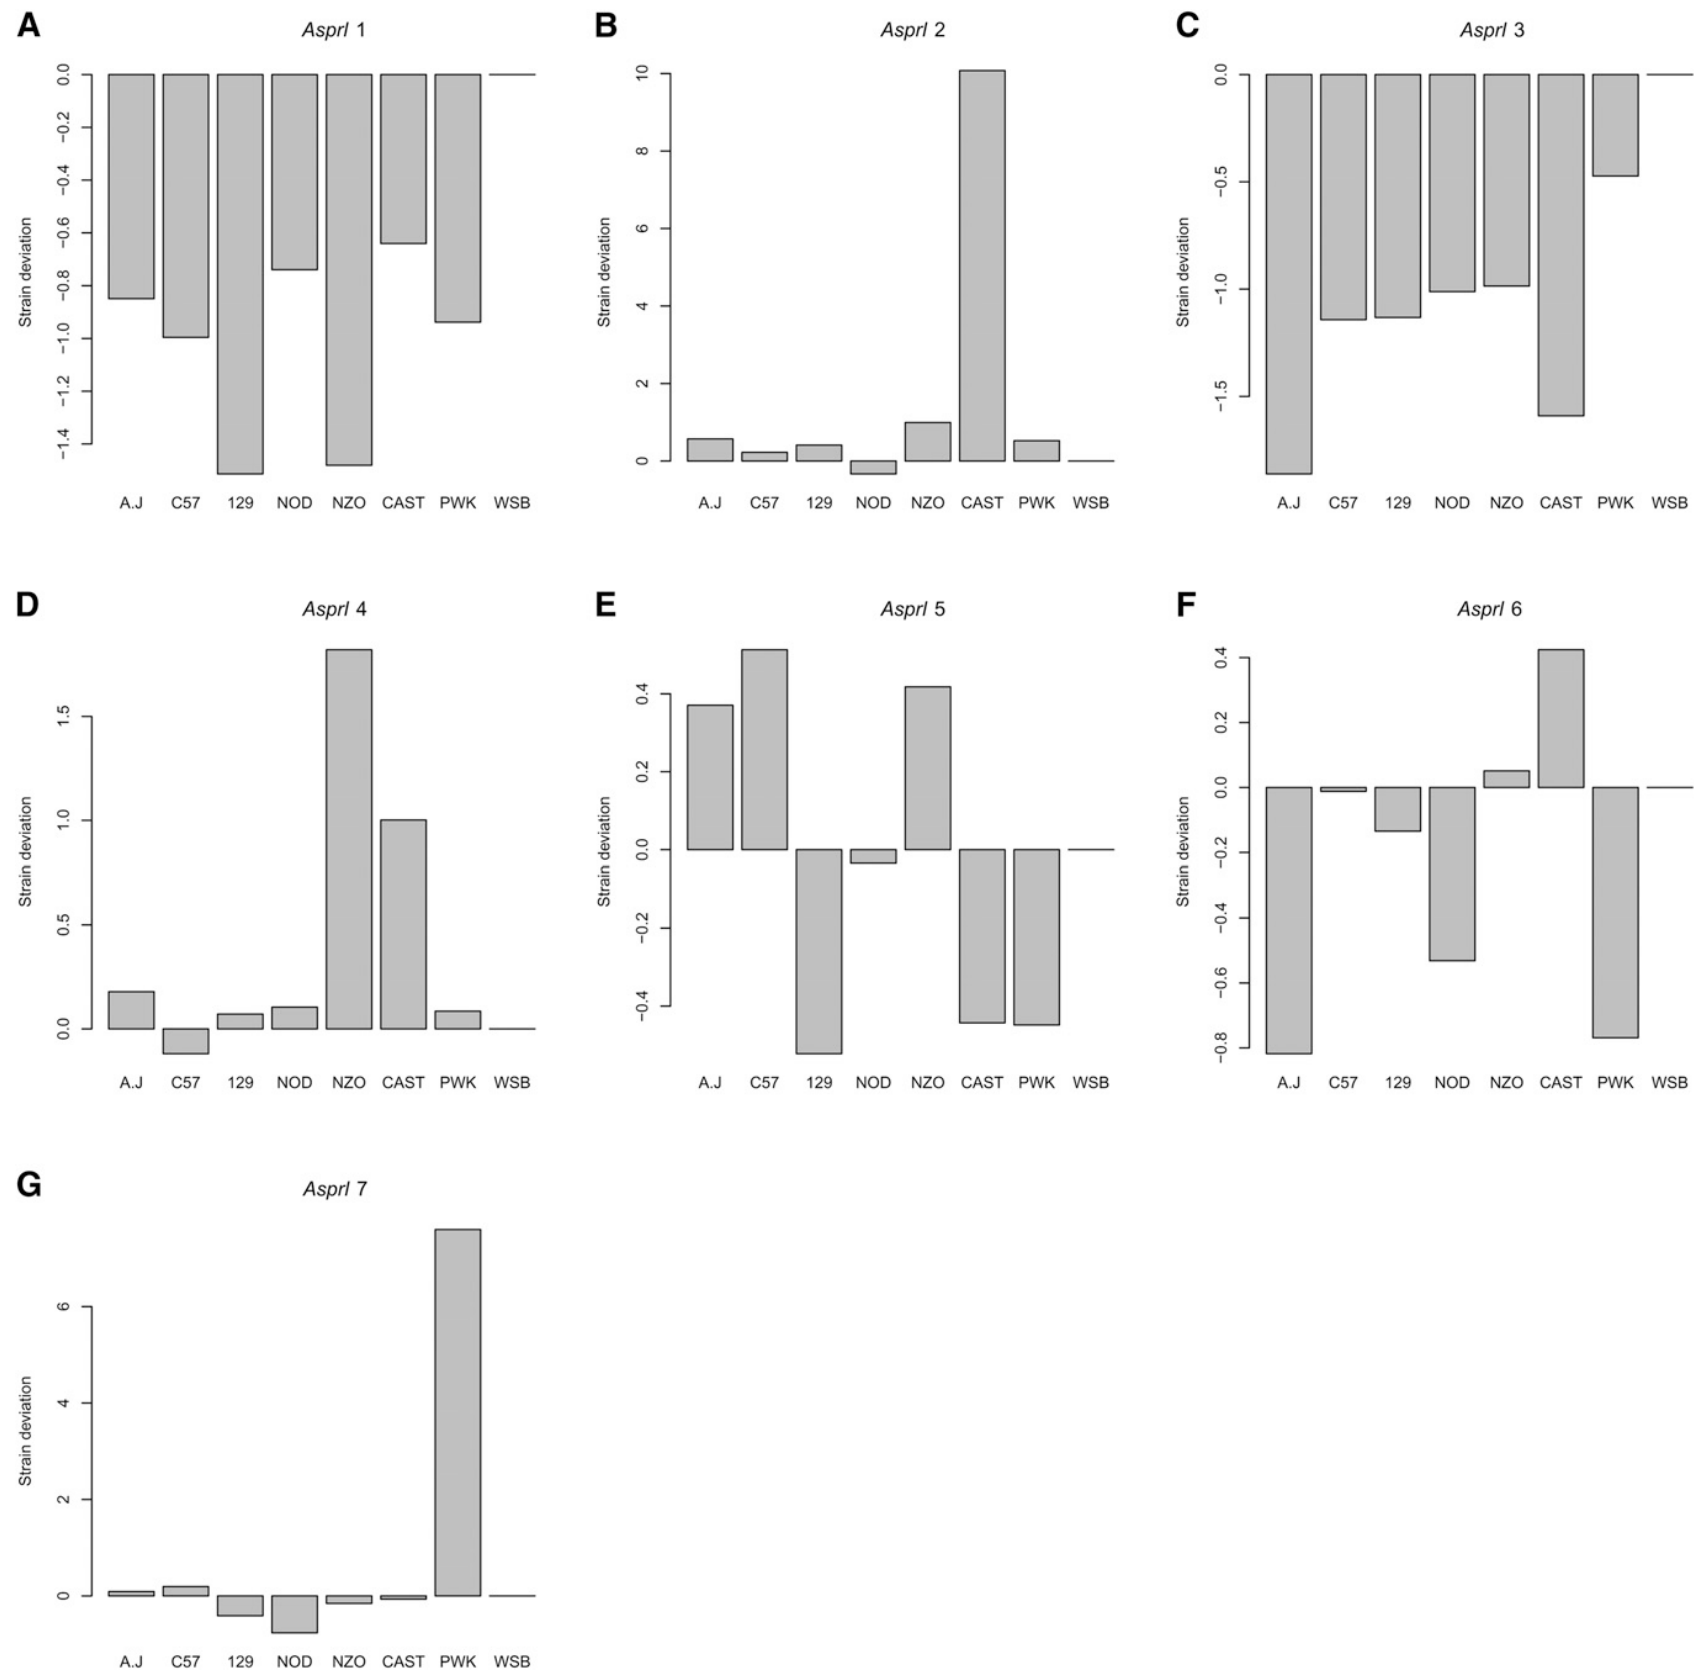 A
Asprl 1
Strain deviation
0.0
−0.2
−0.4
−0.6
−0.8
−1.0
−1.2
−1.4
A.J C57 129 NOD NZO CAST PWK WSB
B
Asprl 2
Strain deviation
10
8
6
4
2
0
A.J C57 129 NOD NZO CAST PWK WSB
C
Asprl 3
Strain deviation
0.0
−0.5
−1.0
−1.5
A.J C57 129 NOD NZO CAST PWK WSB
D
Asprl 4
Strain deviation
1.5
1.0
0.5
0.0
A.J C57 129 NOD NZO CAST PWK WSB
E
Asprl 5
Strain deviation
0.4
0.2
0.0
−0.2
−0.4
A.J C57 129 NOD NZO CAST PWK WSB
F
Asprl 6
Strain deviation
0.4
0.2
0.0
−0.2
−0.4
−0.6
−0.8
A.J C57 129 NOD NZO CAST PWK WSB
G
Asprl 7
Strain deviation
6
4
2
0
A.J C57 129 NOD NZO CAST PWK WSB